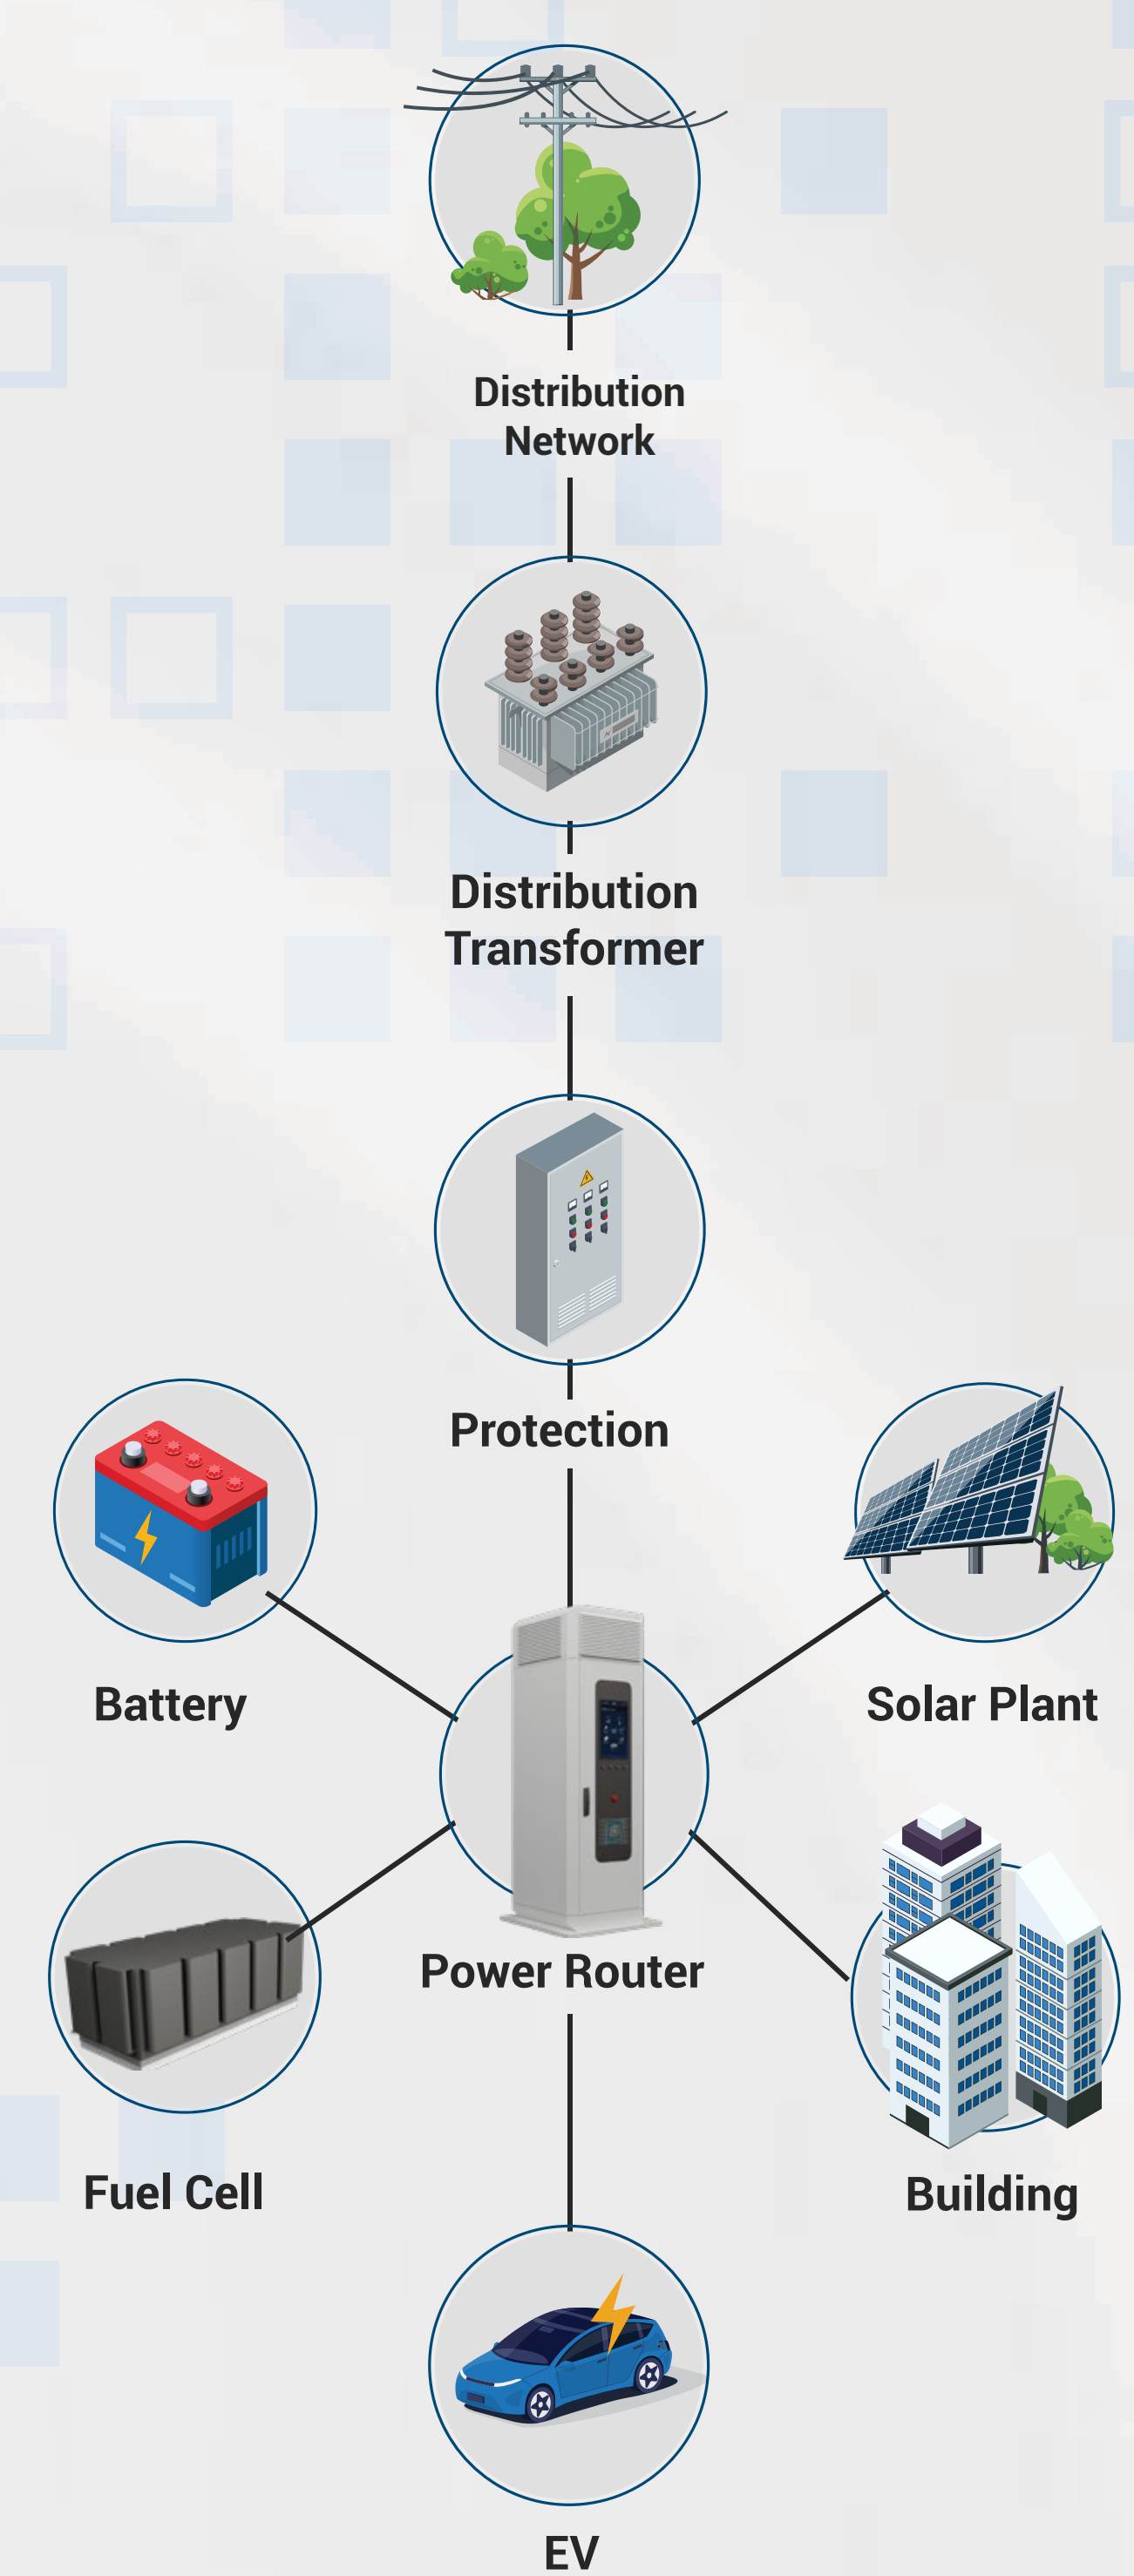 Distribution
Network
Distribution
Transformer
Protection
Battery
Solar Plant
Power Router
Fuel Cell
Building
EV